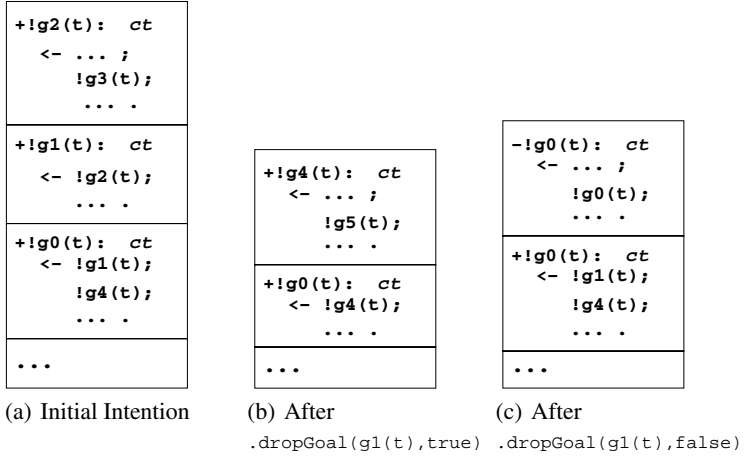 +!g2(t): ct
<- ... ;
!g3(t);
... .
+!g1(t): ct
<- !g2(t);
... .
+!g0(t): ct
<- !g1(t);
!g4(t);
... .
...
(a) Initial Intention
+!g4(t): ct
<- ... ;
!g5(t);
... .
+!g0(t): ct
<- !g4(t);
... .
...
(b) After
.dropGoal(g1(t),true)
-!g0(t): ct
<- ... ;
!g0(t);
... .
+!g0(t): ct
<- !g1(t);
!g4(t);
... .
...
(c) After
.dropGoal(g1(t),false)